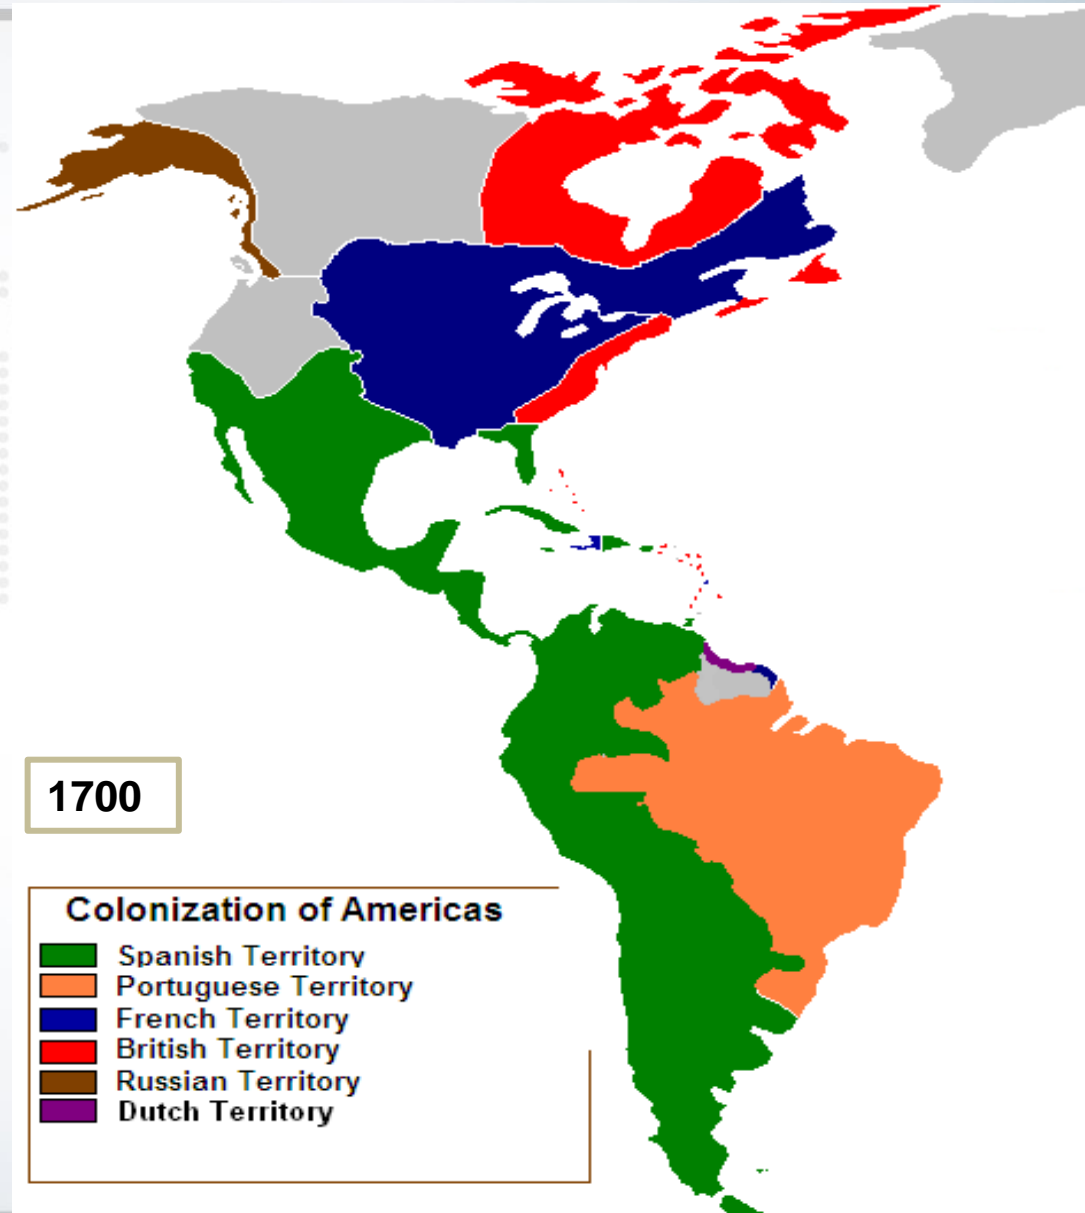 1700
Colonization of Americas
Spanish Territory
Portuguese Territory
French Territory
British Territory
Russian Territory
Dutch Territory